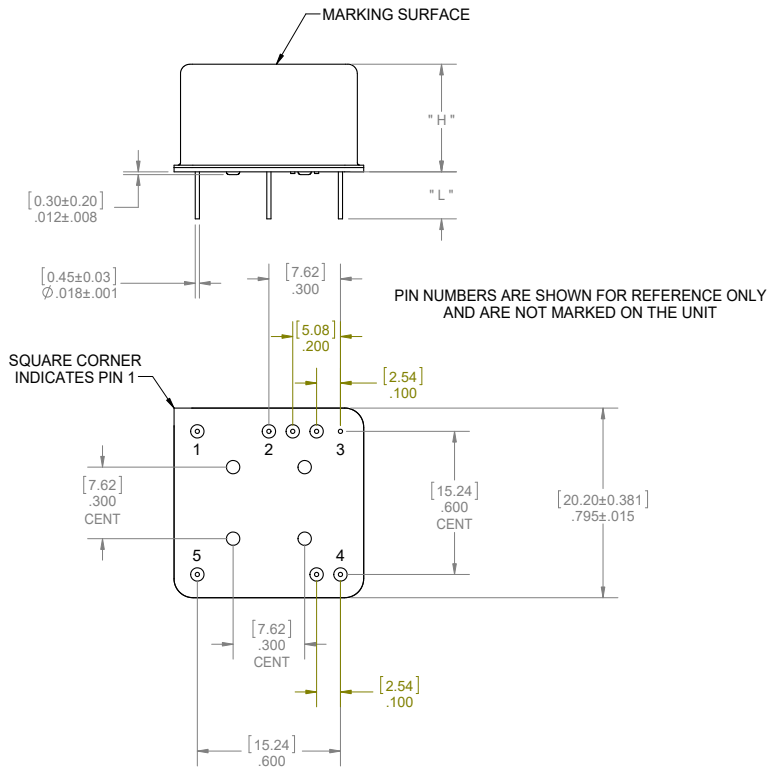 MARKING SURFACE
"H"
[0.30±0.20]
.012±.008
"L"
[0.45±0.03]
Ø.018±.001
[7.62]
.300
PIN NUMBERS ARE SHOWN FOR REFERENCE ONLY
AND ARE NOT MARKED ON THE UNIT
[5.08]
.200
SQUARE CORNER
INDICATES PIN 1
[2.54]
.100
1
2
3
[7.62]
.300
CENT
[15.24]
.600
CENT
[20.20±0.381]
.795±.015
5
4
[7.62]
.300
CENT
[2.54]
.100
[15.24]
.600